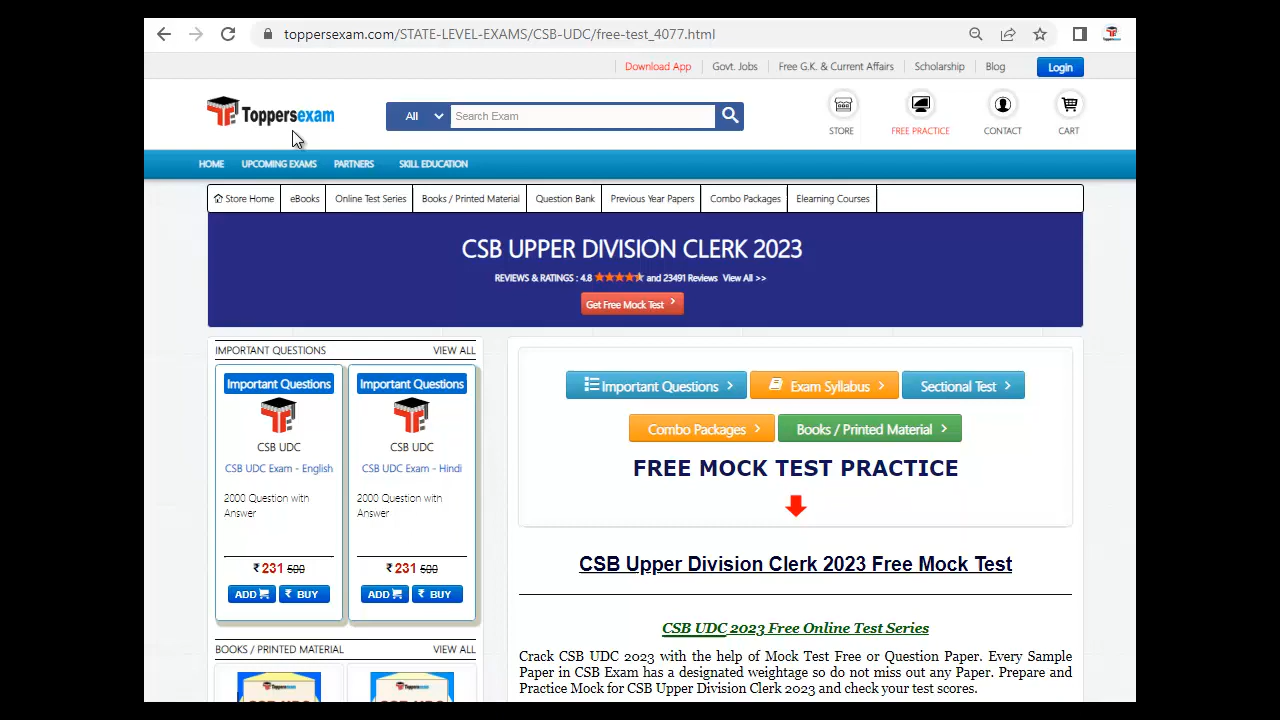 toppersexam.com/STATE-LEVEL-EXAMS/CSB-UDC/free-test_4077.html
Download App Govt. Jobs Free G.K. & Current Affairs Scholarship Blog Login
Toppersexam All Search Exam
STORE FREE PRACTICE CONTACT CART
HOME UPCOMING EXAMS PARTNERS SKILL EDUCATION
Store Home eBooks Online Test Series Books / Printed Material Question Bank Previous Year Papers Combo Packages Elearning Courses
CSB UPPER DIVISION CLERK 2023
REVIEWS & RATINGS : 4.8 and 23491 Reviews View All >>
Get Free Mock Test
IMPORTANT QUESTIONS VIEW ALL
Important Questions
CSB UDC
CSB UDC Exam - English
2000 Question with
Answer
₹ 231 500
ADD ₹ BUY
Important Questions
CSB UDC
CSB UDC Exam - Hindi
2000 Question with
Answer
₹ 231 500
ADD ₹ BUY
BOOKS / PRINTED MATERIAL VIEW ALL
Toppersexam
Toppersexam
Important Questions Exam Syllabus Sectional Test
Combo Packages Books / Printed Material
FREE MOCK TEST PRACTICE
CSB Upper Division Clerk 2023 Free Mock Test
CSB UDC 2023 Free Online Test Series
Crack CSB UDC 2023 with the help of Mock Test Free or Question Paper. Every Sample
Paper in CSB Exam has a designated weightage so do not miss out any Paper. Prepare and
Practice Mock for CSB Upper Division Clerk 2023 and check your test scores.